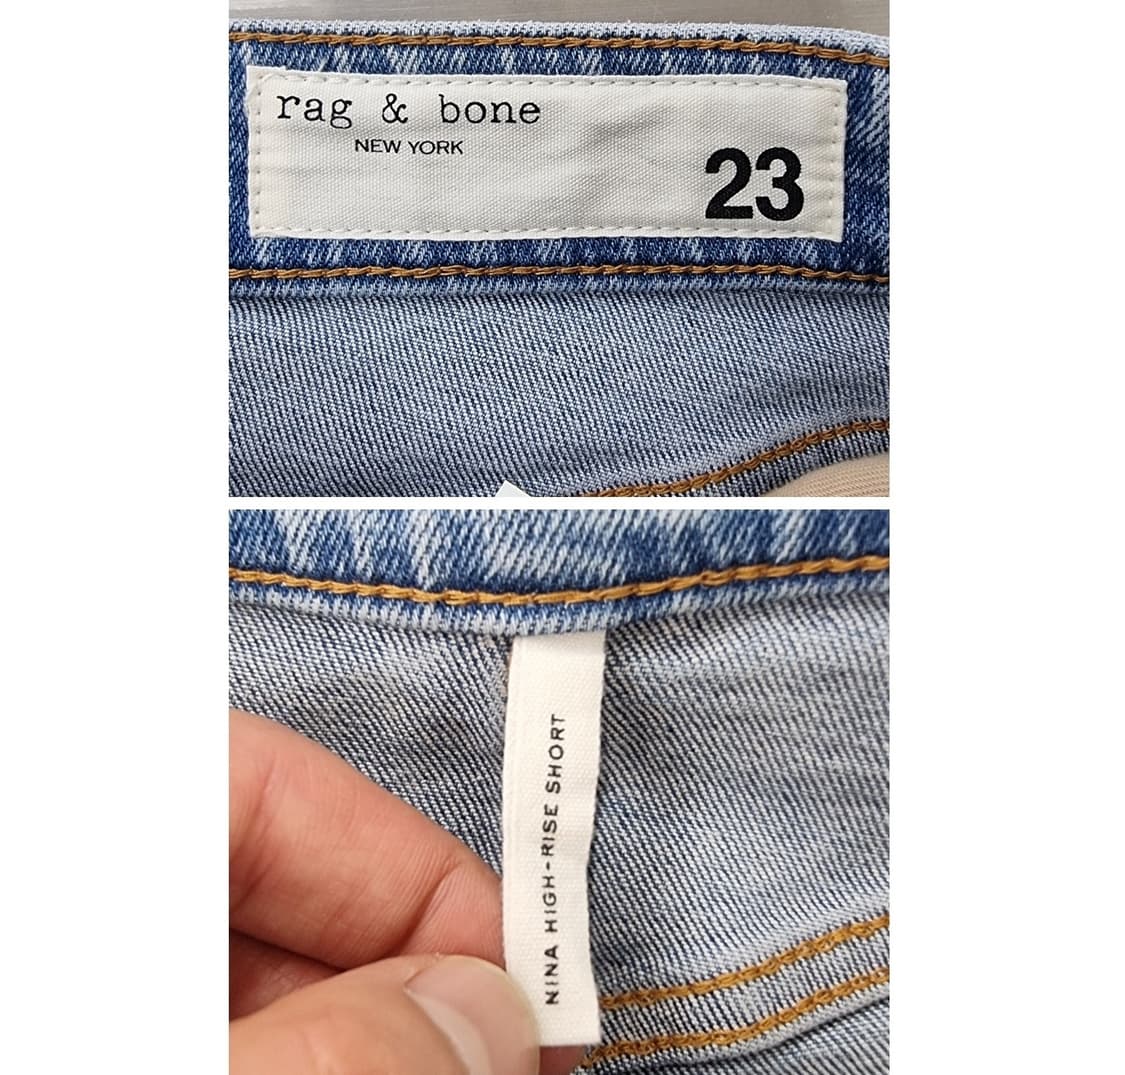 rag & bone
NEW YORK
23
NINA HIGH-RISE SHORT